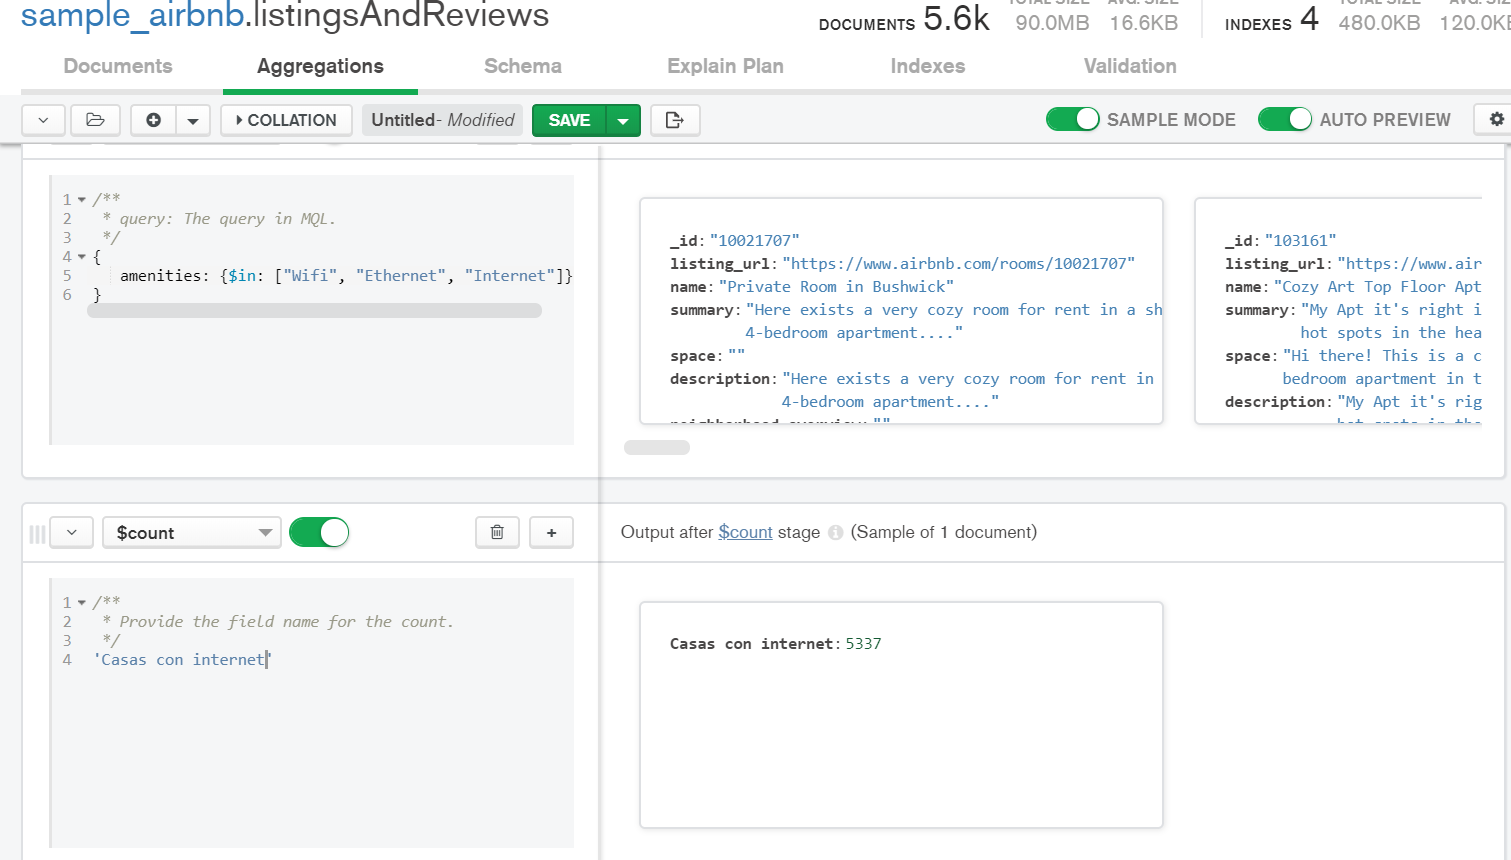 sample_airbnb.listingsAndReviews
DOCUMENTS 5.6k
TOTAL SIZE AVG. SIZE
90.0MB 16.6KB
INDEXES 4
TOTAL SIZE AVG. SIZE
480.0KB 120.0KB
Documents Aggregations Schema Explain Plan Indexes Validation
COLLATION Untitled- Modified SAVE SAMPLE MODE AUTO PREVIEW
1 /**
2 * query: The query in MQL.
3 */
4 {
5 amenities: {$in: ["Wifi", "Ethernet", "Internet"]}
6 }
_id: "10021707"
listing_url: "https://www.airbnb.com/rooms/10021707"
name: "Private Room in Bushwick"
summary: "Here exists a very cozy room for rent in a sh
4-bedroom apartment...."
space: ""
description: "Here exists a very cozy room for rent in
4-bedroom apartment...."
neighborhood_overview: ""
_id: "103161"
listing_url: "https://www.air
name: "Cozy Art Top Floor Apt
summary: "My Apt it's right i
hot spots in the hea
space: "Hi there! This is a c
bedroom apartment in t
description: "My Apt it's rig
hot spots in the
$count
Output after $count stage (Sample of 1 document)
1 /**
2 * Provide the field name for the count.
3 */
4 'Casas con internet'
Casas con internet: 5337